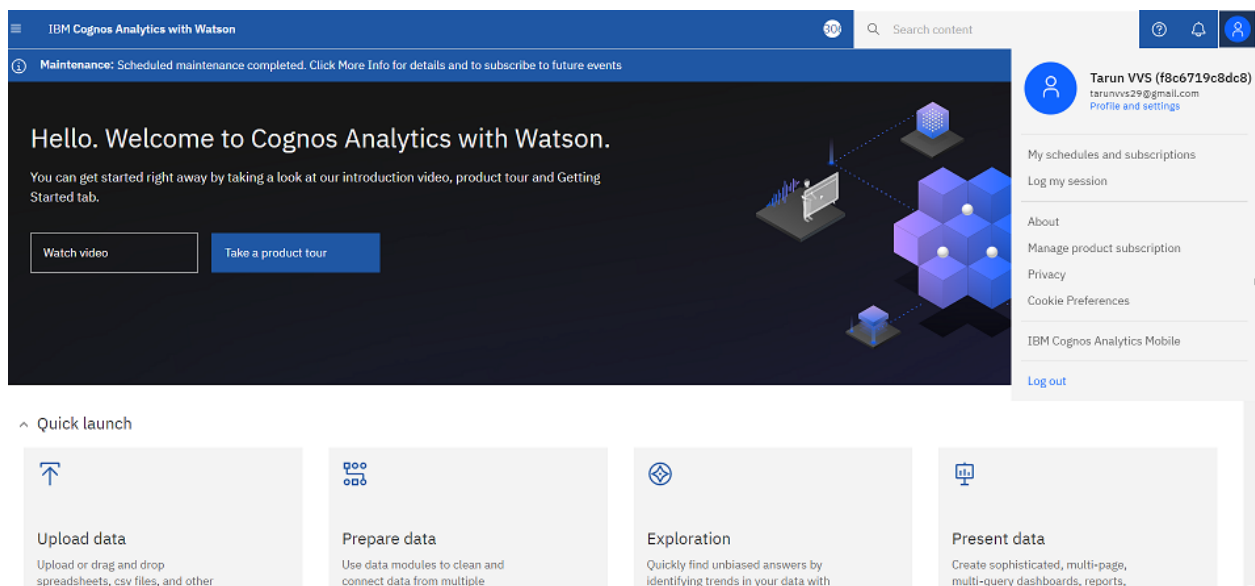 IBM Cognos Analytics with Watson
30
Search content
Maintenance: Scheduled maintenance completed. Click More Info for details and to subscribe to future events
Tarun VVS (f8c6719c8dc8)
tarunvvs29@gmail.com
Profile and settings
Hello. Welcome to Cognos Analytics with Watson.
You can get started right away by taking a look at our introduction video, product tour and Getting
Started tab.
Watch video
Take a product tour
My schedules and subscriptions
Log my session
About
Manage product subscription
Privacy
Cookie Preferences
IBM Cognos Analytics Mobile
Log out
Quick launch
Upload data
Upload or drag and drop
spreadsheets, csv files, and other
Prepare data
Use data modules to clean and
connect data from multiple
Exploration
Quickly find unbiased answers by
identifying trends in your data with
Present data
Create sophisticated, multi-page,
multi-query dashboards, reports,